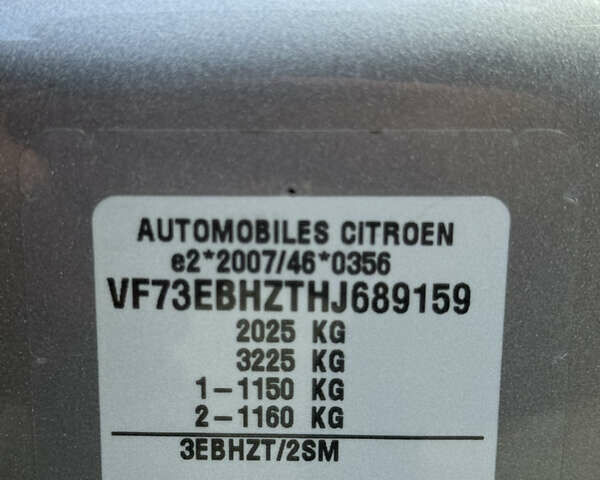 AUTOMOBILES CITROEN
e2*2007/46*0356
VF73EBHZTHJ689159
2025 KG
3225 KG
1-1150 KG
2-1160 KG
3EBHZT/2SM